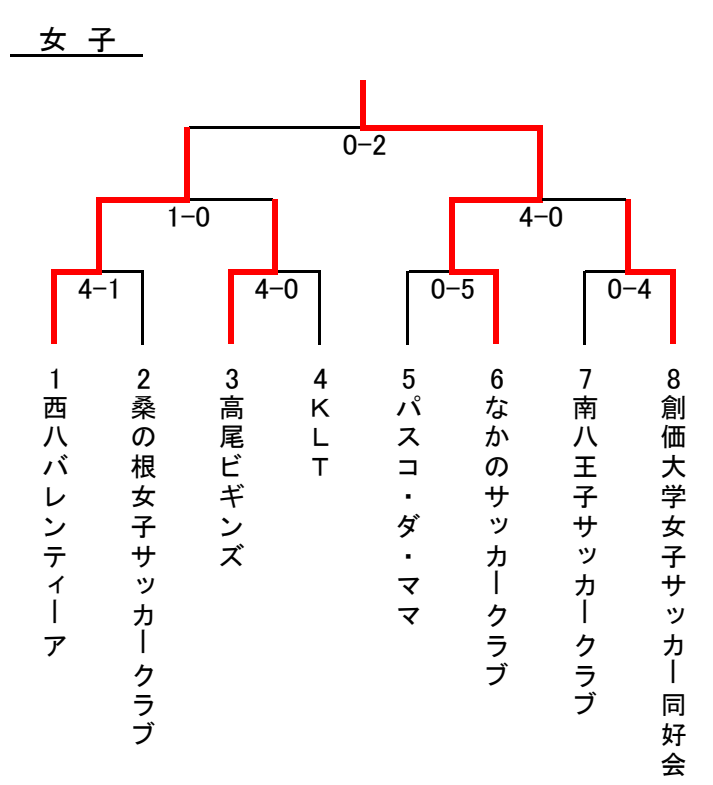 女子
0-2
1-0
4-0
4-1
4-0
0-5
0-4
1 西八バレンティーア
2 桑の根女子サッカークラブ
3 高尾ビギンズ
4 KLT
5 パスコ・ダ・ママ
6 なかのサッカークラブ
7 南八王子サッカークラブ
8 創価大学女子サッカー同好会